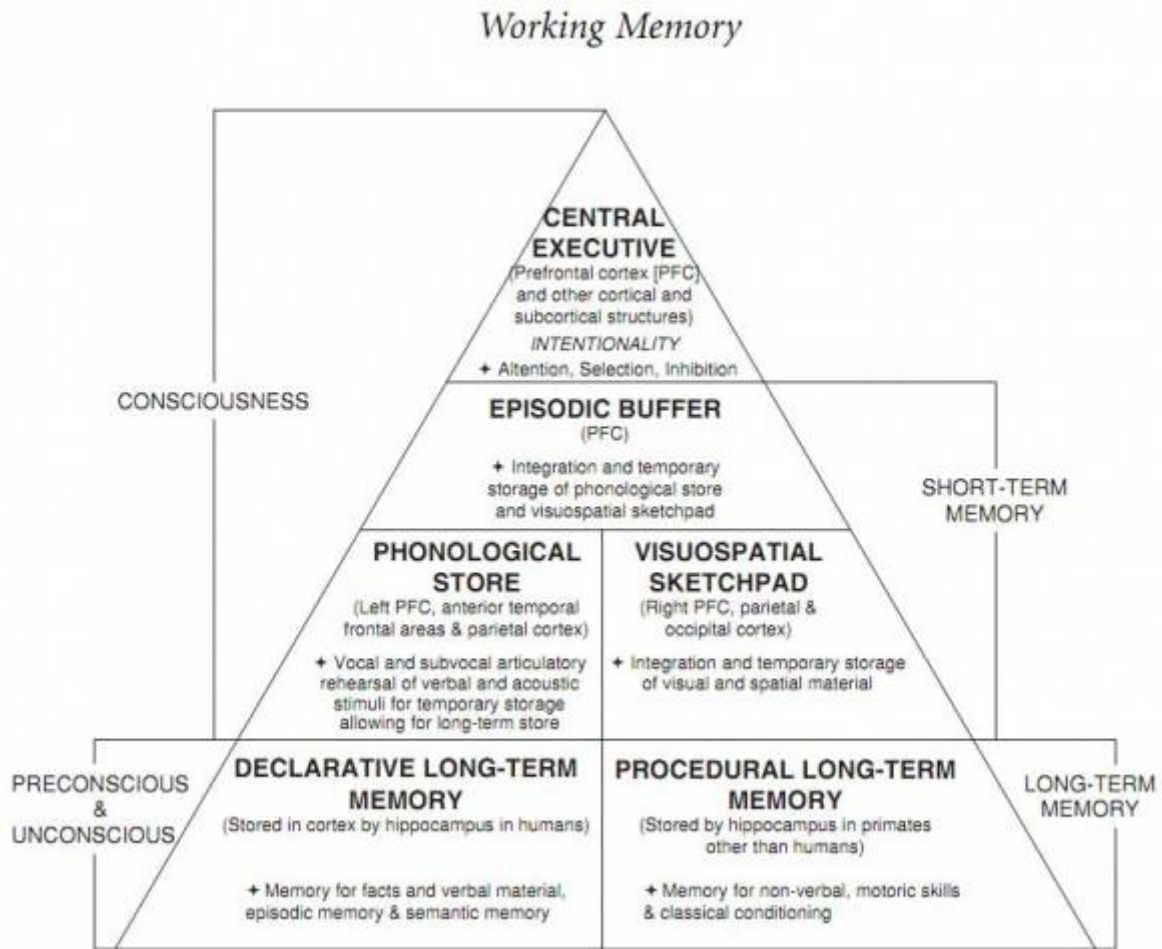 Working Memory
CENTRAL
EXECUTIVE
(Prefrontal cortex [PFC]
and other cortical and
subcortical structures)
INTENTIONALITY
✦ Altention, Selection, Inhibition
CONSCIOUSNESS
EPISODIC BUFFER
(PFC)
✦ Integration and temporary
storage of phonological store
and visuospatial sketchpad
SHORT-TERM
MEMORY
PHONOLOGICAL
STORE
(Left PFC, anterior temporal
frontal areas & parietal cortex)
✦ Vocal and subvocal articulatory
rehearsal of verbal and acoustic
stimuli for temporary storage
allowing for long-term store
VISUOSPATIAL
SKETCHPAD
(Right PFC, parietal &
occipital cortex)
✦ Integration and temporary storage
of visual and spatial material
PRECONSCIOUS
&
UNCONSCIOUS
DECLARATIVE LONG-TERM
MEMORY
(Stored in cortex by hippocampus in humans)
✦ Memory for facts and verbal material,
episodic memory & semantic memory
PROCEDURAL LONG-TERM
MEMORY
(Stored by hippocampus in primates
other than humans)
✦ Memory for non-verbal, motoric skills
& classical conditioning
LONG-TERM
MEMORY